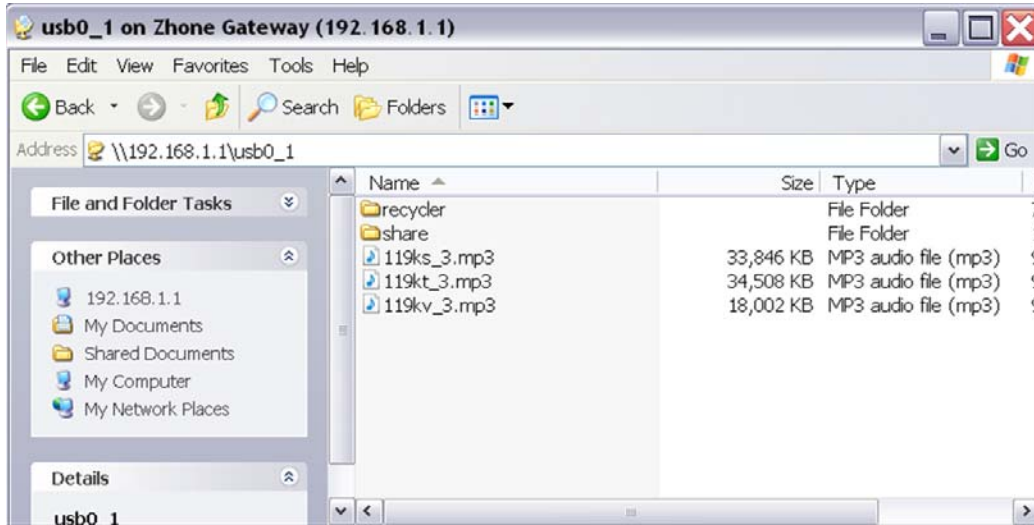 usb0_1 on Zhone Gateway (192.168.1.1)
File Edit View Favorites Tools Help
Back Search Folders
Address \\192.168.1.1\usb0_1 Go
Name Size Type
File and Folder Tasks
Other Places
192.168.1.1
My Documents
Shared Documents
My Computer
My Network Places
Details
usb0_1
recycler File Folder
share File Folder
119ks_3.mp3 33,846 KB MP3 audio file (mp3)
119kt_3.mp3 34,508 KB MP3 audio file (mp3)
119kv_3.mp3 18,002 KB MP3 audio file (mp3)